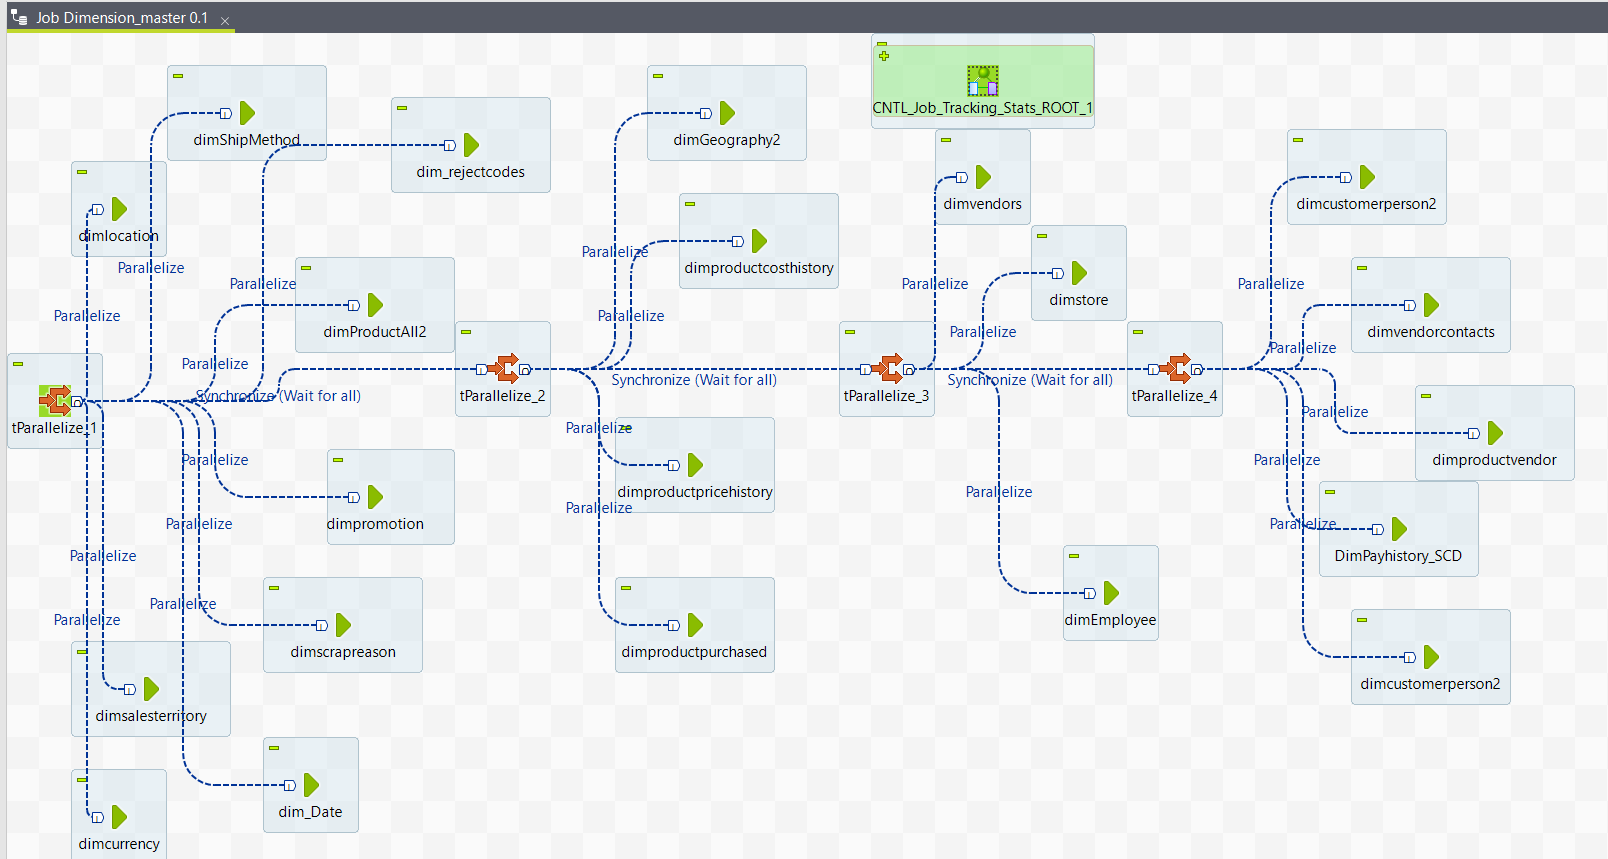 Job Dimension_master 0.1
CNTL_Job_Tracking_Stats_ROOT_1
dimShipMethod
dim_rejectcodes
dimGeography2
dimvendors
dimcustomerperson2
dimlocation
Parallelize
Parallelize
Parallelize
dimproductcosthistory
Parallelize
dimstore
Parallelize
Parallelize
dimProductAll2
Parallelize
Parallelize
dimvendorcontacts
Parallelize
Parallelize
Synchronize (Wait for all)
Synchronize (Wait for all)
Synchronize (Wait for all)
tParallelize_2
tParallelize_3
tParallelize_4
tParallelize_1
Parallelize
Parallelize
Parallelize
Parallelize
dimproductvendor
dimproductpricehistory
Parallelize
Parallelize
dimpromotion
Parallelize
Parallelize
Parallelize
DimPayhistory_SCD
Parallelize
Parallelize
dimEmployee
dimscrapreason
dimproductpurchased
dimcustomerperson2
dimsalesterritory
dim_Date
dimcurrency